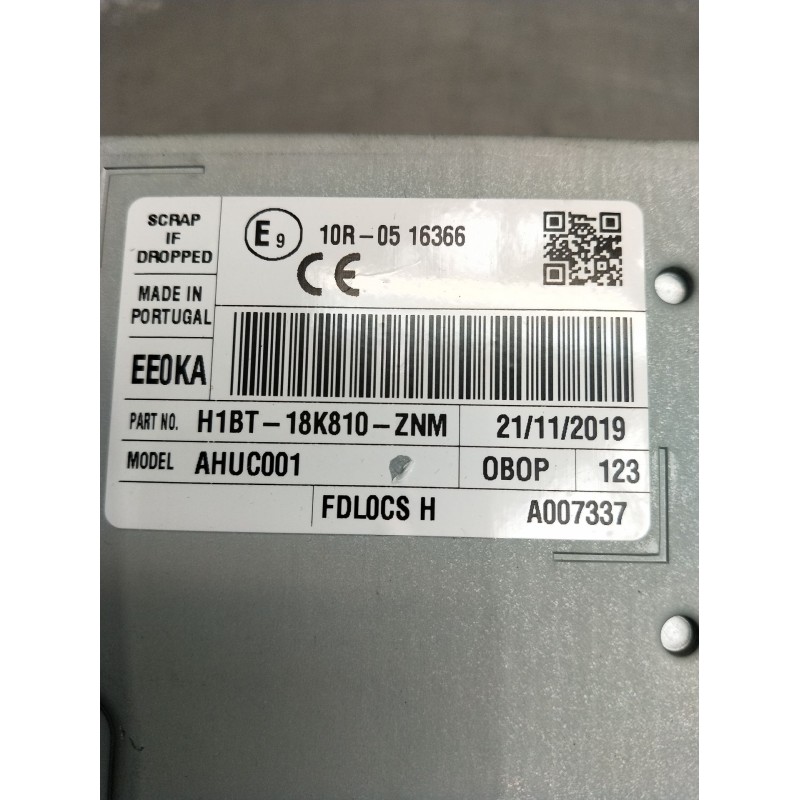 SCRAP
IF
DROPPED
E9 10R-05 16366
CE
MADE IN
PORTUGAL
EE0KA
PART NO. H1BT-18K810-ZNM 21/11/2019
MODEL AHUC001 OBOP 123
FDL0CS H A007337